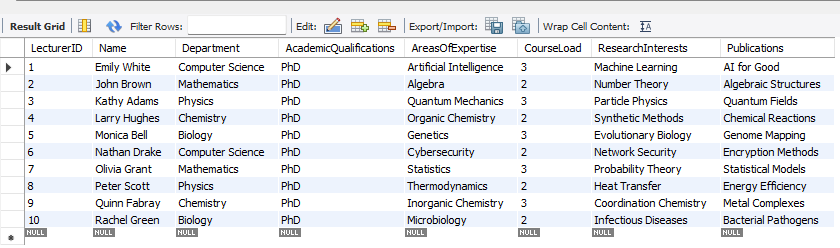 Result Grid Filter Rows: Edit: Export/Import: Wrap Cell Content: IA
LecturerID Name Department AcademicQualifications AreasOfExpertise CourseLoad ResearchInterests Publications
1 Emily White Computer Science PhD Artificial Intelligence 3 Machine Learning AI for Good
2 John Brown Mathematics PhD Algebra 2 Number Theory Algebraic Structures
3 Kathy Adams Physics PhD Quantum Mechanics 3 Particle Physics Quantum Fields
4 Larry Hughes Chemistry PhD Organic Chemistry 2 Synthetic Methods Chemical Reactions
5 Monica Bell Biology PhD Genetics 3 Evolutionary Biology Genome Mapping
6 Nathan Drake Computer Science PhD Cybersecurity 2 Network Security Encryption Methods
7 Olivia Grant Mathematics PhD Statistics 3 Probability Theory Statistical Models
8 Peter Scott Physics PhD Thermodynamics 2 Heat Transfer Energy Efficiency
9 Quinn Fabray Chemistry PhD Inorganic Chemistry 3 Coordination Chemistry Metal Complexes
10 Rachel Green Biology PhD Microbiology 2 Infectious Diseases Bacterial Pathogens
NULL NULL NULL NULL NULL NULL NULL NULL